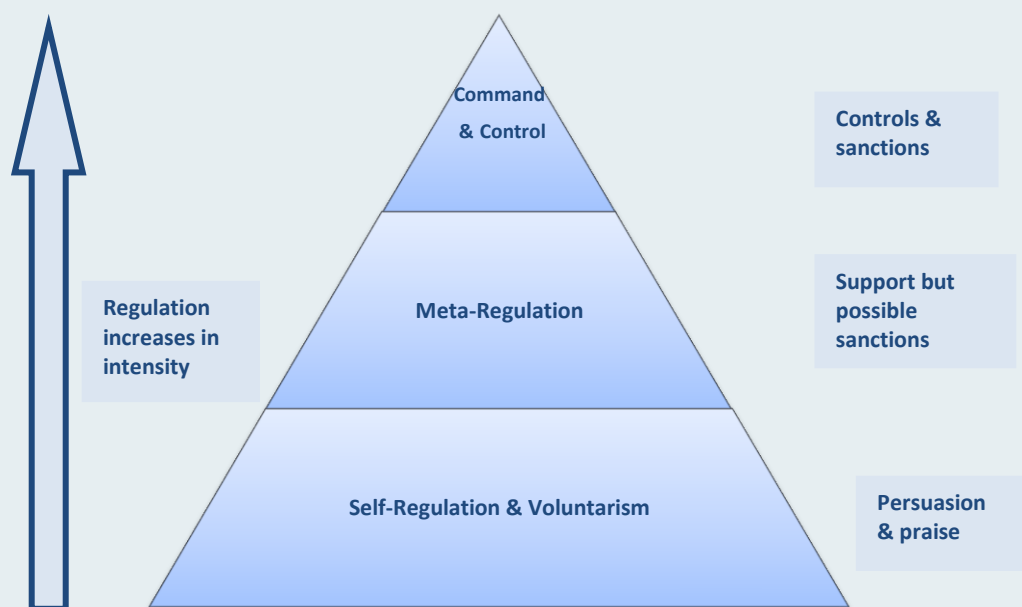 Command
& Control
Controls &
sanctions
Regulation
increases in
intensity
Meta-Regulation
Support but
possible
sanctions
Self-Regulation & Voluntarism
Persuasion
& praise